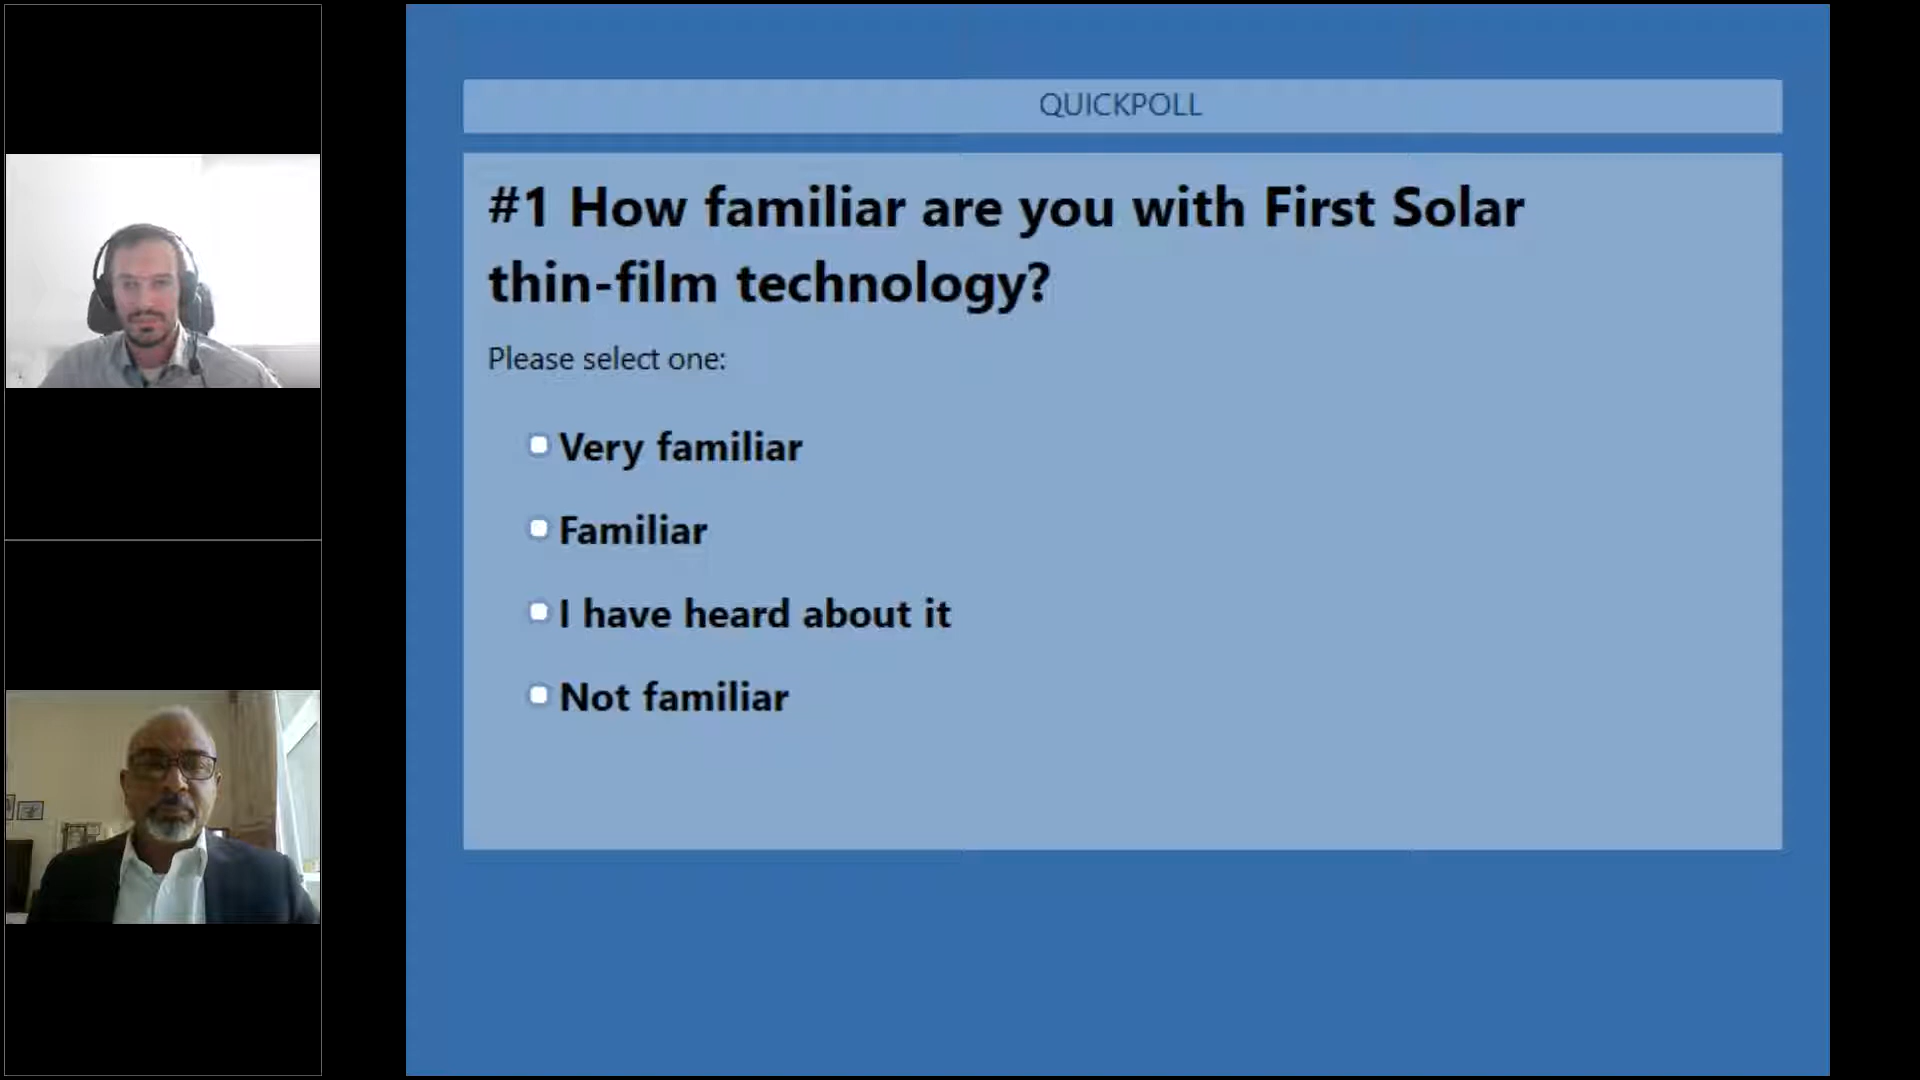 QUICKPOLL
#1 How familiar are you with First Solar
thin-film technology?
Please select one:
Very familiar
Familiar
I have heard about it
Not familiar